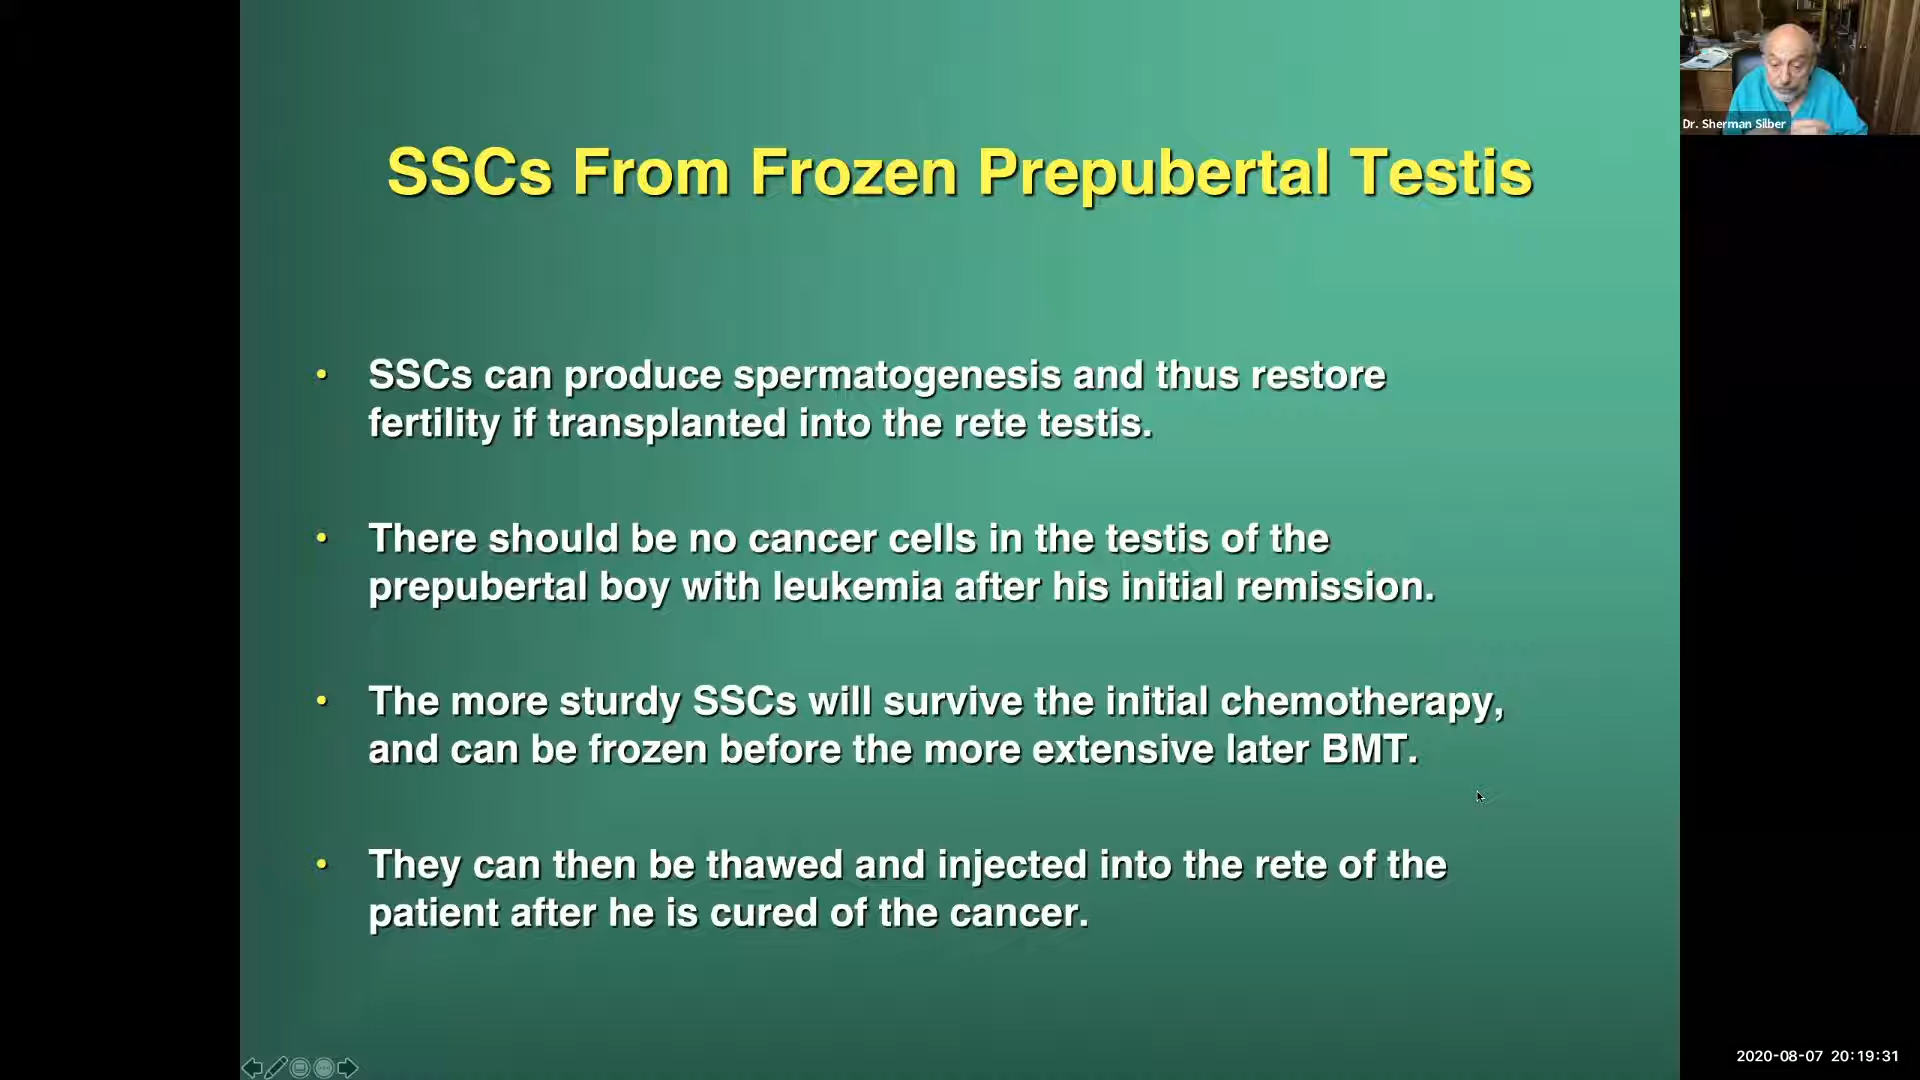 SSCs From Frozen Prepubertal Testis
Dr. Sherman Silber
• SSCs can produce spermatogenesis and thus restore
fertility if transplanted into the rete testis.
• There should be no cancer cells in the testis of the
prepubertal boy with leukemia after his initial remission.
• The more sturdy SSCs will survive the initial chemotherapy,
and can be frozen before the more extensive later BMT.
• They can then be thawed and injected into the rete of the
patient after he is cured of the cancer.
2020-08-07 20:19:31